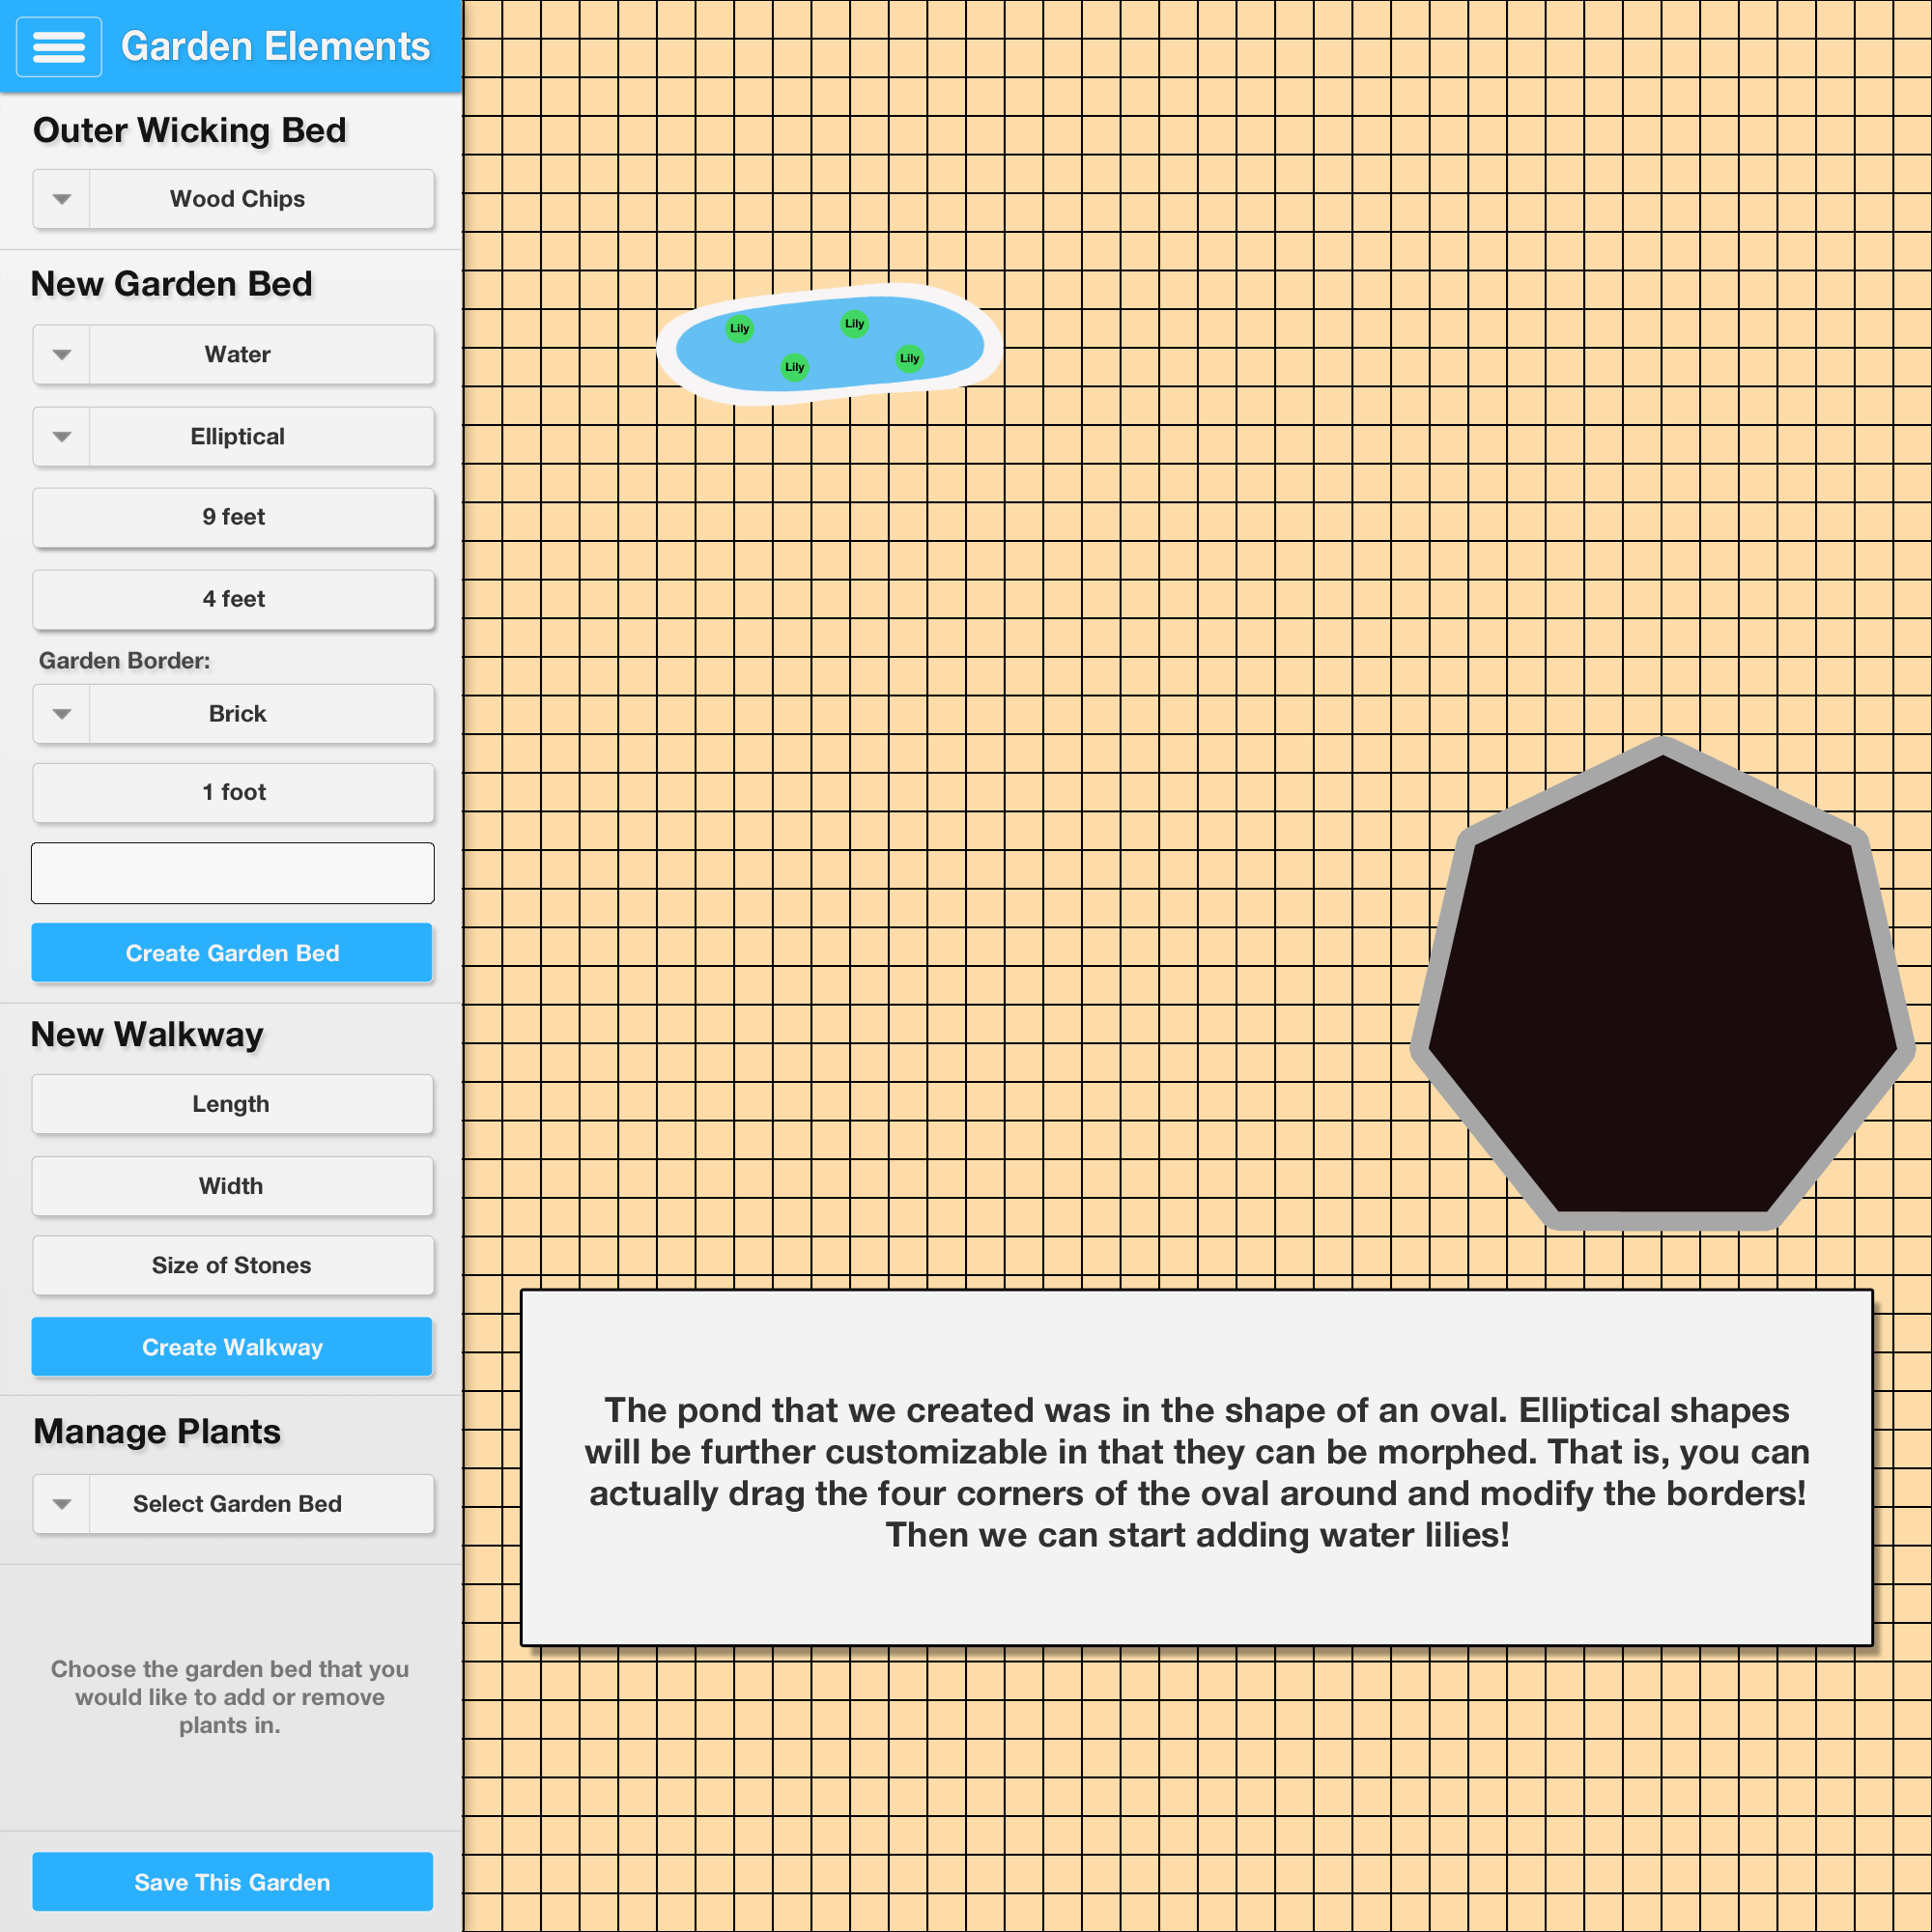 Garden Elements
Outer Wicking Bed
Wood Chips
New Garden Bed
Water
Elliptical
9 feet
4 feet
Garden Border:
Brick
1 foot
Create Garden Bed
New Walkway
Length
Width
Size of Stones
Create Walkway
Manage Plants
Select Garden Bed
Choose the garden bed that you
would like to add or remove
plants in.
Save This Garden
Lily
Lily
Lily
Lily
The pond that we created was in the shape of an oval. Elliptical shapes
will be further customizable in that they can be morphed. That is, you can
actually drag the four corners of the oval around and modify the borders!
Then we can start adding water lilies!